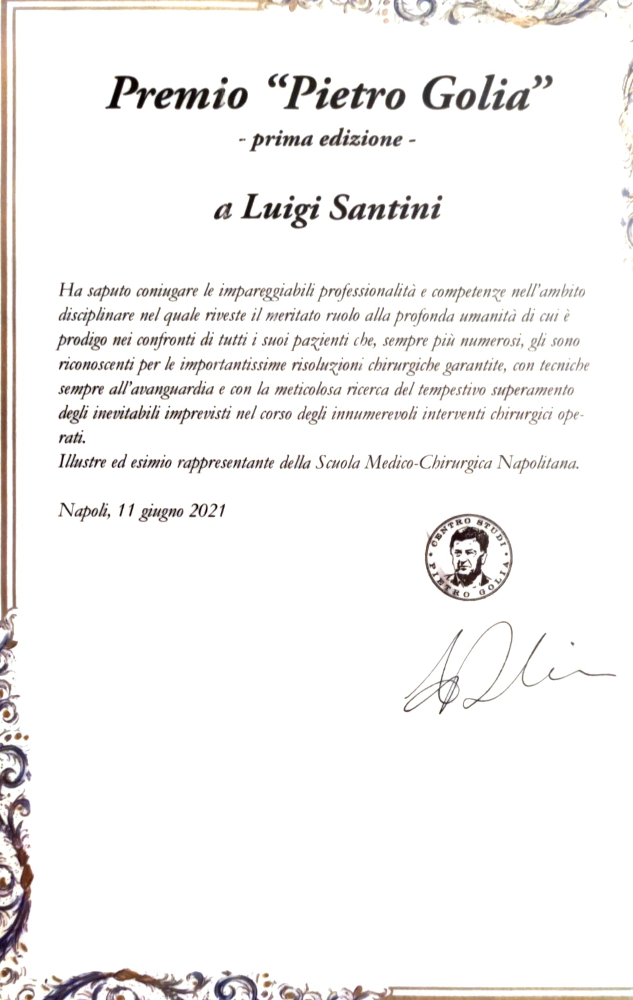 Premio “Pietro Golia”
- prima edizione -
a Luigi Santini
Ha saputo coniugare le impareggiabili professionalità e competenze nell’ambito
disciplinare nel quale riveste il meritato ruolo alla profonda umanità di cui è
prodigo nei confronti di tutti i suoi pazienti che, sempre più numerosi, gli sono
riconoscenti per le importantissime risoluzioni chirurgiche garantite, con tecniche
sempre all’avanguardia e con la meticolosa ricerca del tempestivo superamento
degli inevitabili imprevisti nel corso degli innumerevoli interventi chirurgici ope-
rati.
Illustre ed esimio rappresentante della Scuola Medico-Chirurgica Napolitana.
Napoli, 11 giugno 2021
• CENTRO STUDI •
PIETRO GOLIA